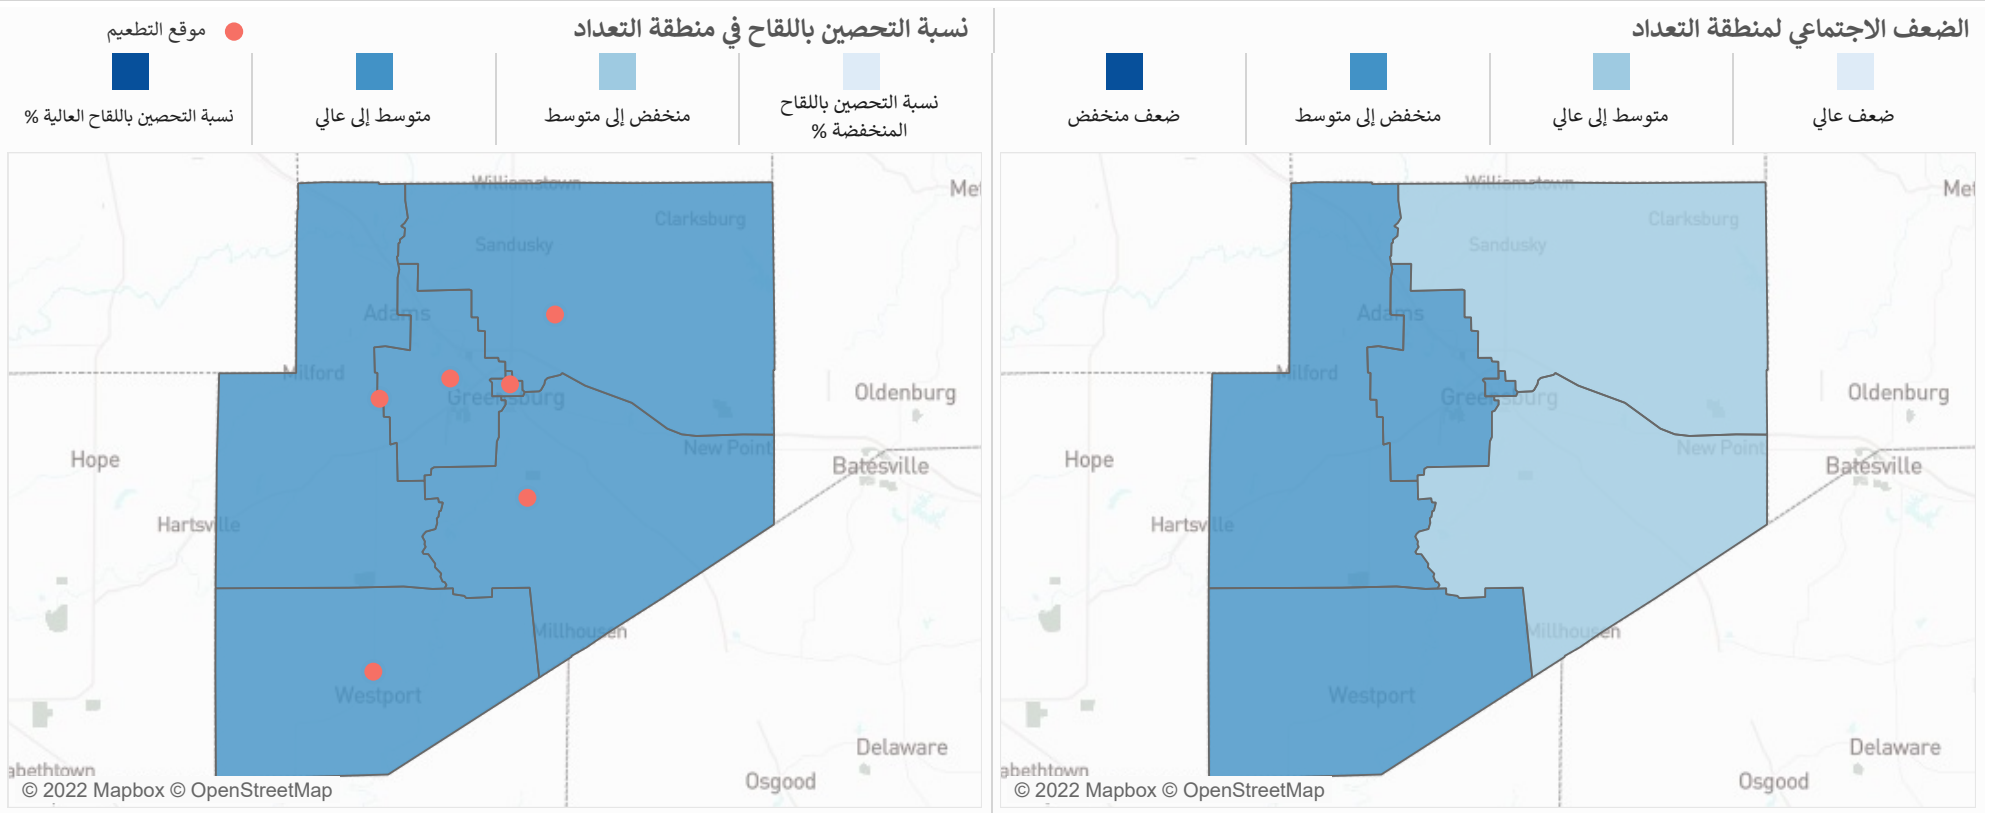 الضعف الاجتماعي لمنطقة التعداد
ضعف عالي
متوسط إلى عالي
منخفض إلى متوسط
ضعف منخفض
Williamstown
Met
Clarksburg
Sandusky
Adams
Milford
Oldenburg
Greensburg
New Point
Hope
Batesville
Hartsville
Millhousen
Westport
Delaware
abethtown
Osgood
© 2022 Mapbox © OpenStreetMap
نسبة التحصين باللقاح في منطقة التعداد
موقع التطعيم
نسبة التحصين باللقاح
المنخفضة %
منخفض إلى متوسط
متوسط إلى عالي
نسبة التحصين باللقاح العالية %
Williamstown
Met
Clarksburg
Sandusky
Adams
Milford
Oldenburg
Greensburg
New Point
Hope
Batesville
Hartsville
Millhousen
Westport
Delaware
abethtown
Osgood
© 2022 Mapbox © OpenStreetMap